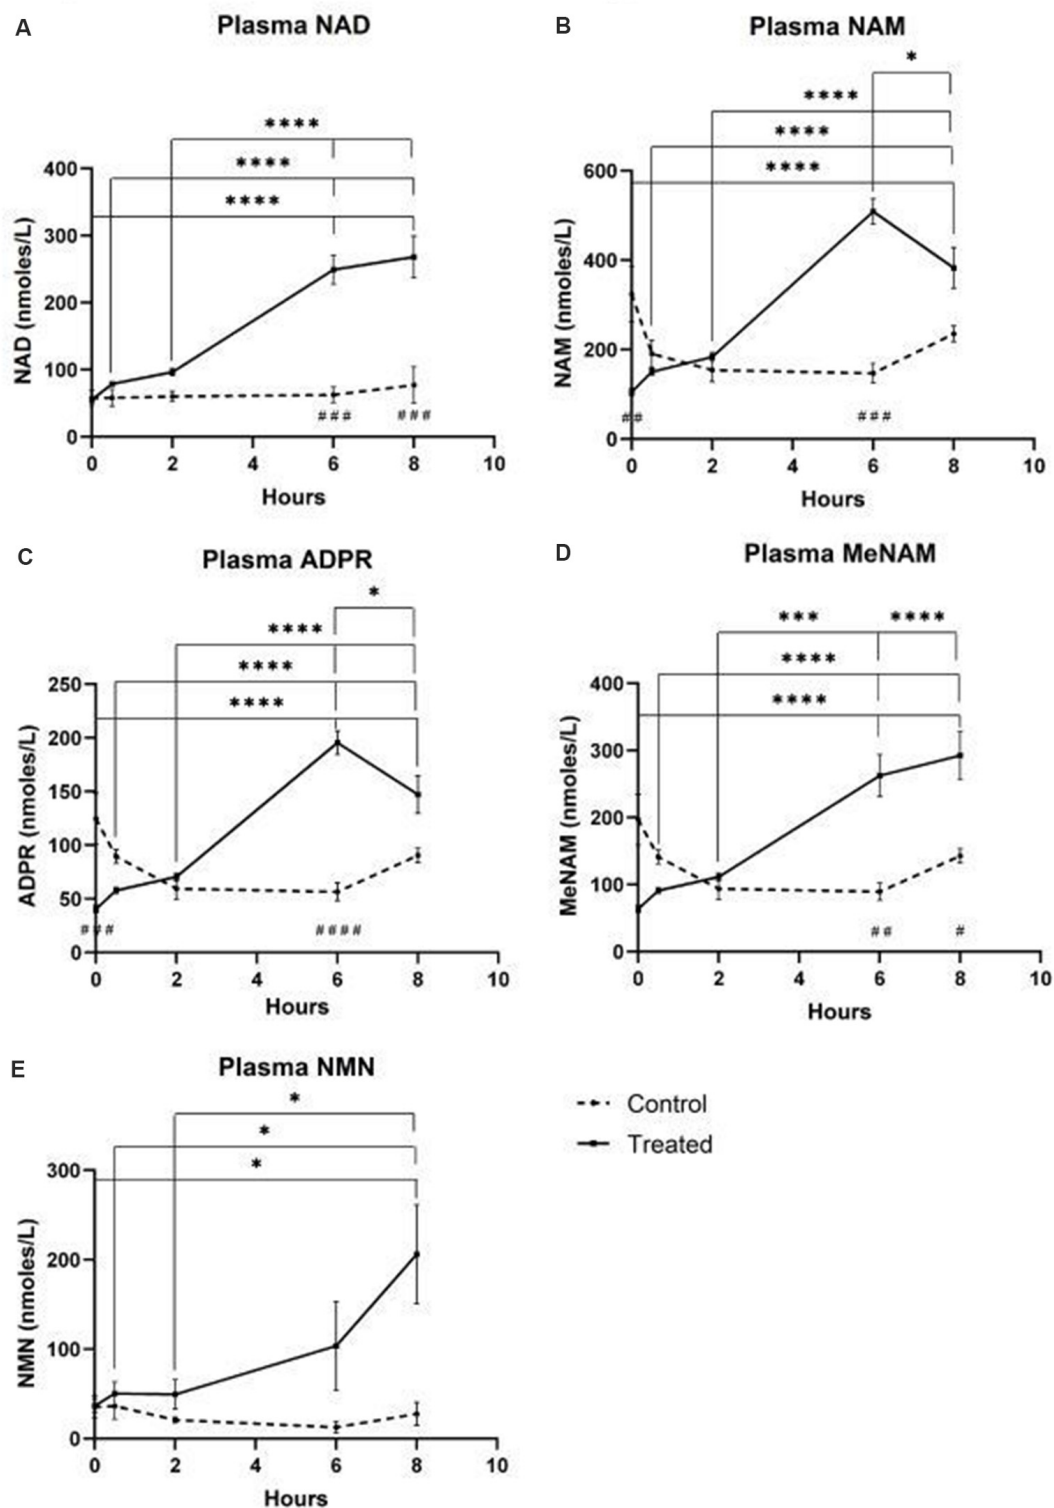 A
Plasma NAD
****
****
****
400
300
200
100
0
NAD (nmoles/L)
### ###
0 2 4 6 8 10
Hours
B
Plasma NAM
*
****
****
****
600
400
200
0
NAM (nmoles/L)
## ###
0 2 4 6 8 10
Hours
C
Plasma ADPR
*
****
****
****
250
200
150
100
50
0
ADPR (nmoles/L)
### ####
0 2 4 6 8 10
Hours
D
Plasma MeNAM
*** ****
****
****
400
300
200
100
0
MeNAM (nmoles/L)
## #
0 2 4 6 8 10
Hours
E
Plasma NMN
*
*
*
300
200
100
0
NMN (nmoles/L)
0 2 4 6 8 10
Hours
Control
Treated